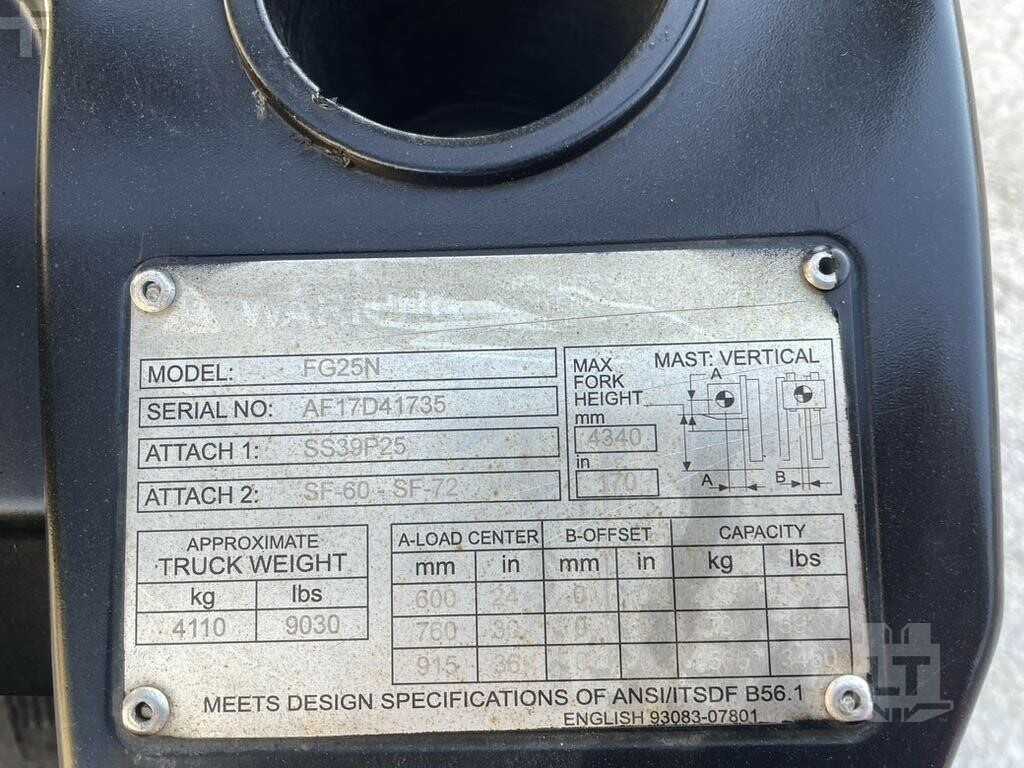 MODEL: FG25N
SERIAL NO: AF17D41735
ATTACH 1: SS39P25
ATTACH 2: SF-60 - SF-72
MAX FORK HEIGHT
mm
4340
in
170
MAST: VERTICAL
A
A
B
APPROXIMATE
TRUCK WEIGHT
kg lbs
4110 9030
A-LOAD CENTER B-OFFSET CAPACITY
mm in mm in kg lbs
600 24 0
760 30 0
915 36
MEETS DESIGN SPECIFICATIONS OF ANSI/ITSDF B56.1
ENGLISH 93083-07801